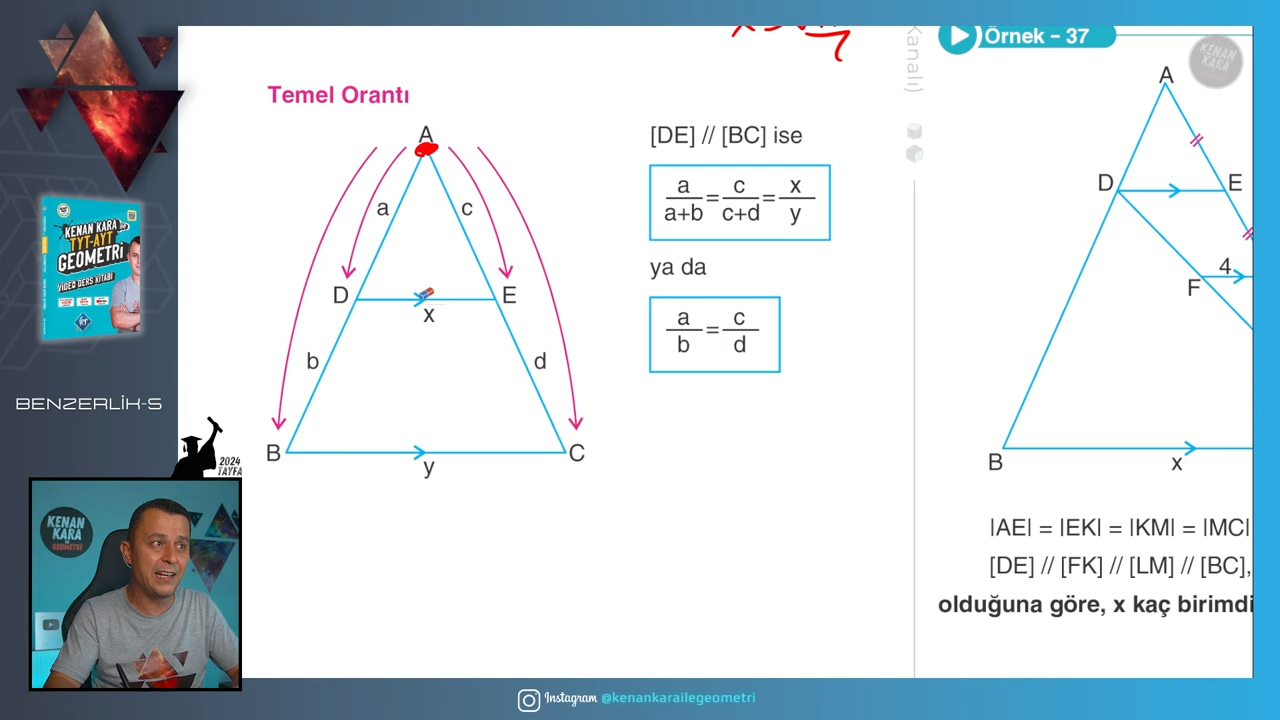 Temel Orantı
A
a
c
D
E
x
b
d
B
C
y
[DE] // [BC] ise
a/a+b = c/c+d = x/y
ya da
a/b = c/d
Kanalı)
Örnek – 37
KENAN
KARA
A
D
E
4
F
B
x
|AE| = |EK| = |KM| = |MC|
[DE] // [FK] // [LM] // [BC],
olduğuna göre, x kaç birimdi
KENAN KARA
TYT-AYT
GEOMETRİ
VİDEO DERS KİTABI
BENZERLİK-S
2024
TAYFA
KENAN
KARA
GEOMETRİ
Instagram @kenankarailegeometri